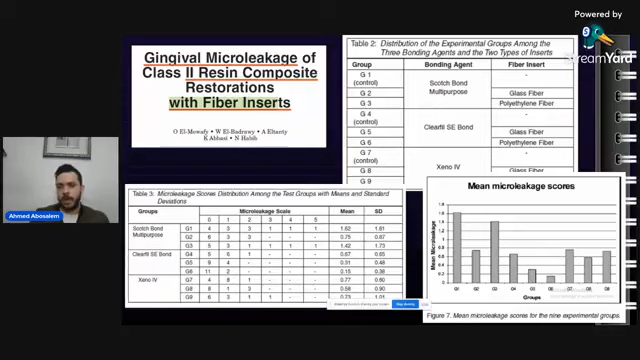 Powered by
StreamYard
Gingival Microleakage of
Class II Resin Composite
Restorations
with Fiber Inserts
O El-Mowafy • W El-Badrawy • A Eltanty
K Abbasi • N Habib
Table 2: Distribution of the Experimental Groups Among the
Three Bonding Agents and the Two Types of Inserts
Group Bonding Agent Fiber Insert
G 1 -
(control) Scotch Bond
G 2 Multipurpose Glass Fiber
G 3 Polyethylene Fiber
G 4 -
(control) Clearfil SE Bond
G 5 Glass Fiber
G 6 Polyethylene Fiber
G 7 -
(control) Xeno IV
G 8 Glass Fiber
G 9
Ahmed Abosalem
Table 3: Microleakage Scores Distribution Among the Test Groups with Means and Standard
Deviations
Groups Microleakage Scale Mean SD
0 1 2 3 4 5
Scotch Bond G1 4 3 3 1 1 1 1.62 1.81
Multipurpose G2 6 3 3 - - - 0.75 0.87
G3 5 3 1 1 1 1 1.42 1.73
Clearfil SE Bond G4 5 6 1 - - - 0.67 0.65
G5 9 4 - - - - 0.31 0.48
G6 11 2 - - - - 0.15 0.38
Xeno IV G7 4 8 1 - - - 0.77 0.60
G8 8 1 3 - - - 0.58 0.90
G9 6 3 1 1 - - 0.73 1.01
Mean microleakage scores
Mean Microleakage
1.8
1.6
1.4
1.2
1
0.8
0.6
0.4
0.2
0
G1 G2 G3 G4 G5 G6 G7 G8 G9
Groups
Figure 7. Mean microleakage scores for the nine experimental groups.